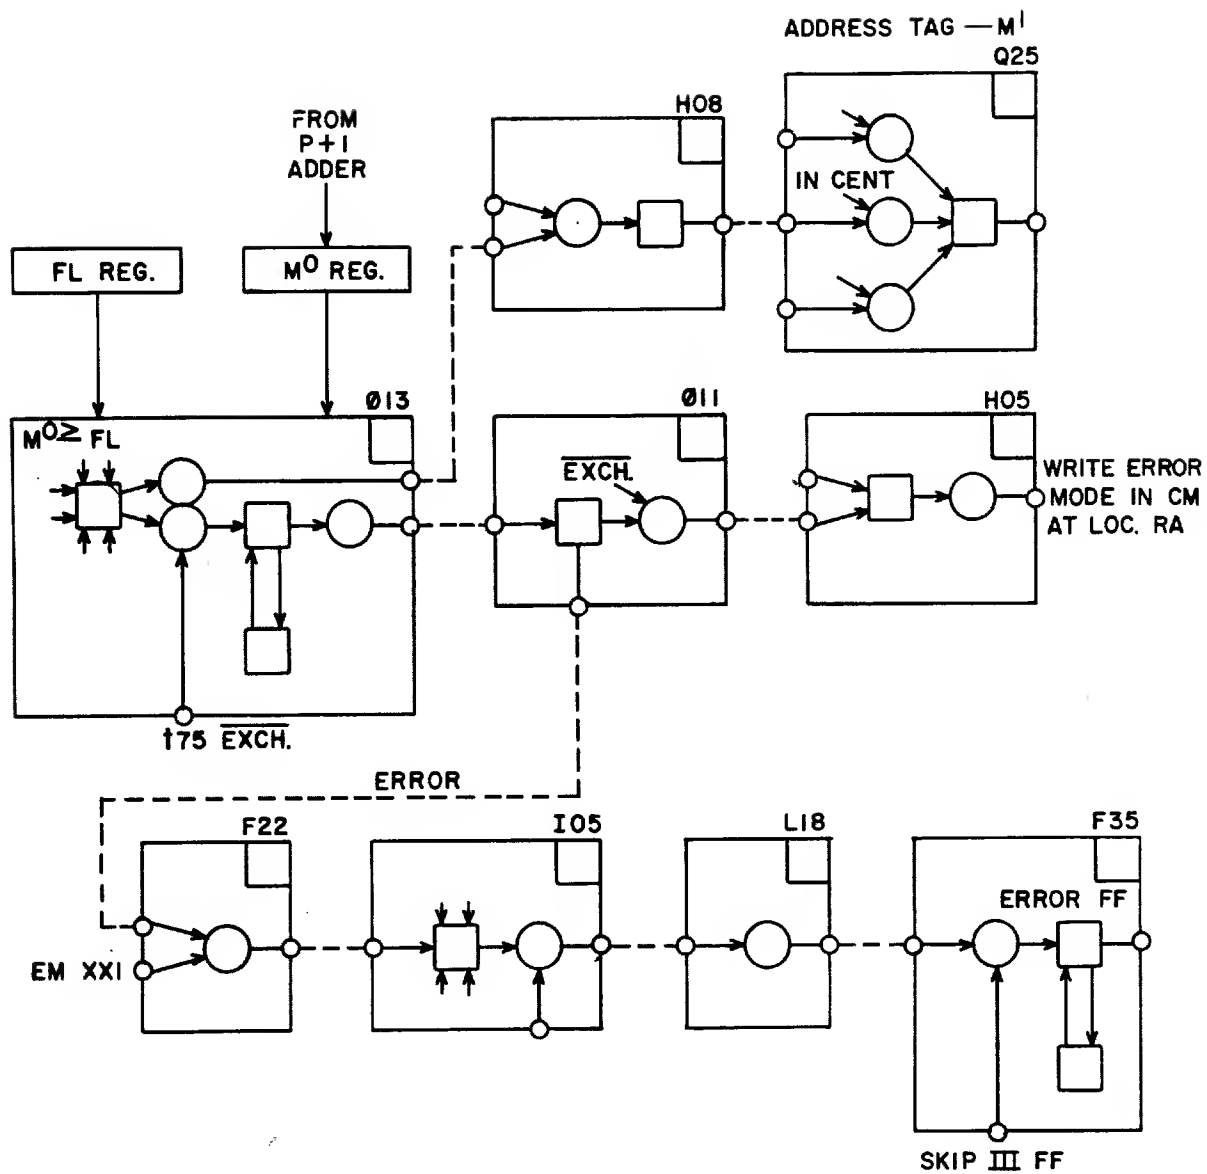 ADDRESS TAG — M¹
Q25
H08
FROM
P+1
ADDER
IN CENT
FL REG.
M⁰ REG.
Ø13
Ø11
H05
M⁰≥ FL
EXCH.
WRITE ERROR
MODE IN CM
AT LOC. RA
t75 EXCH.
ERROR
F22
I05
L18
F35
ERROR FF
EM XX1
SKIP III FF